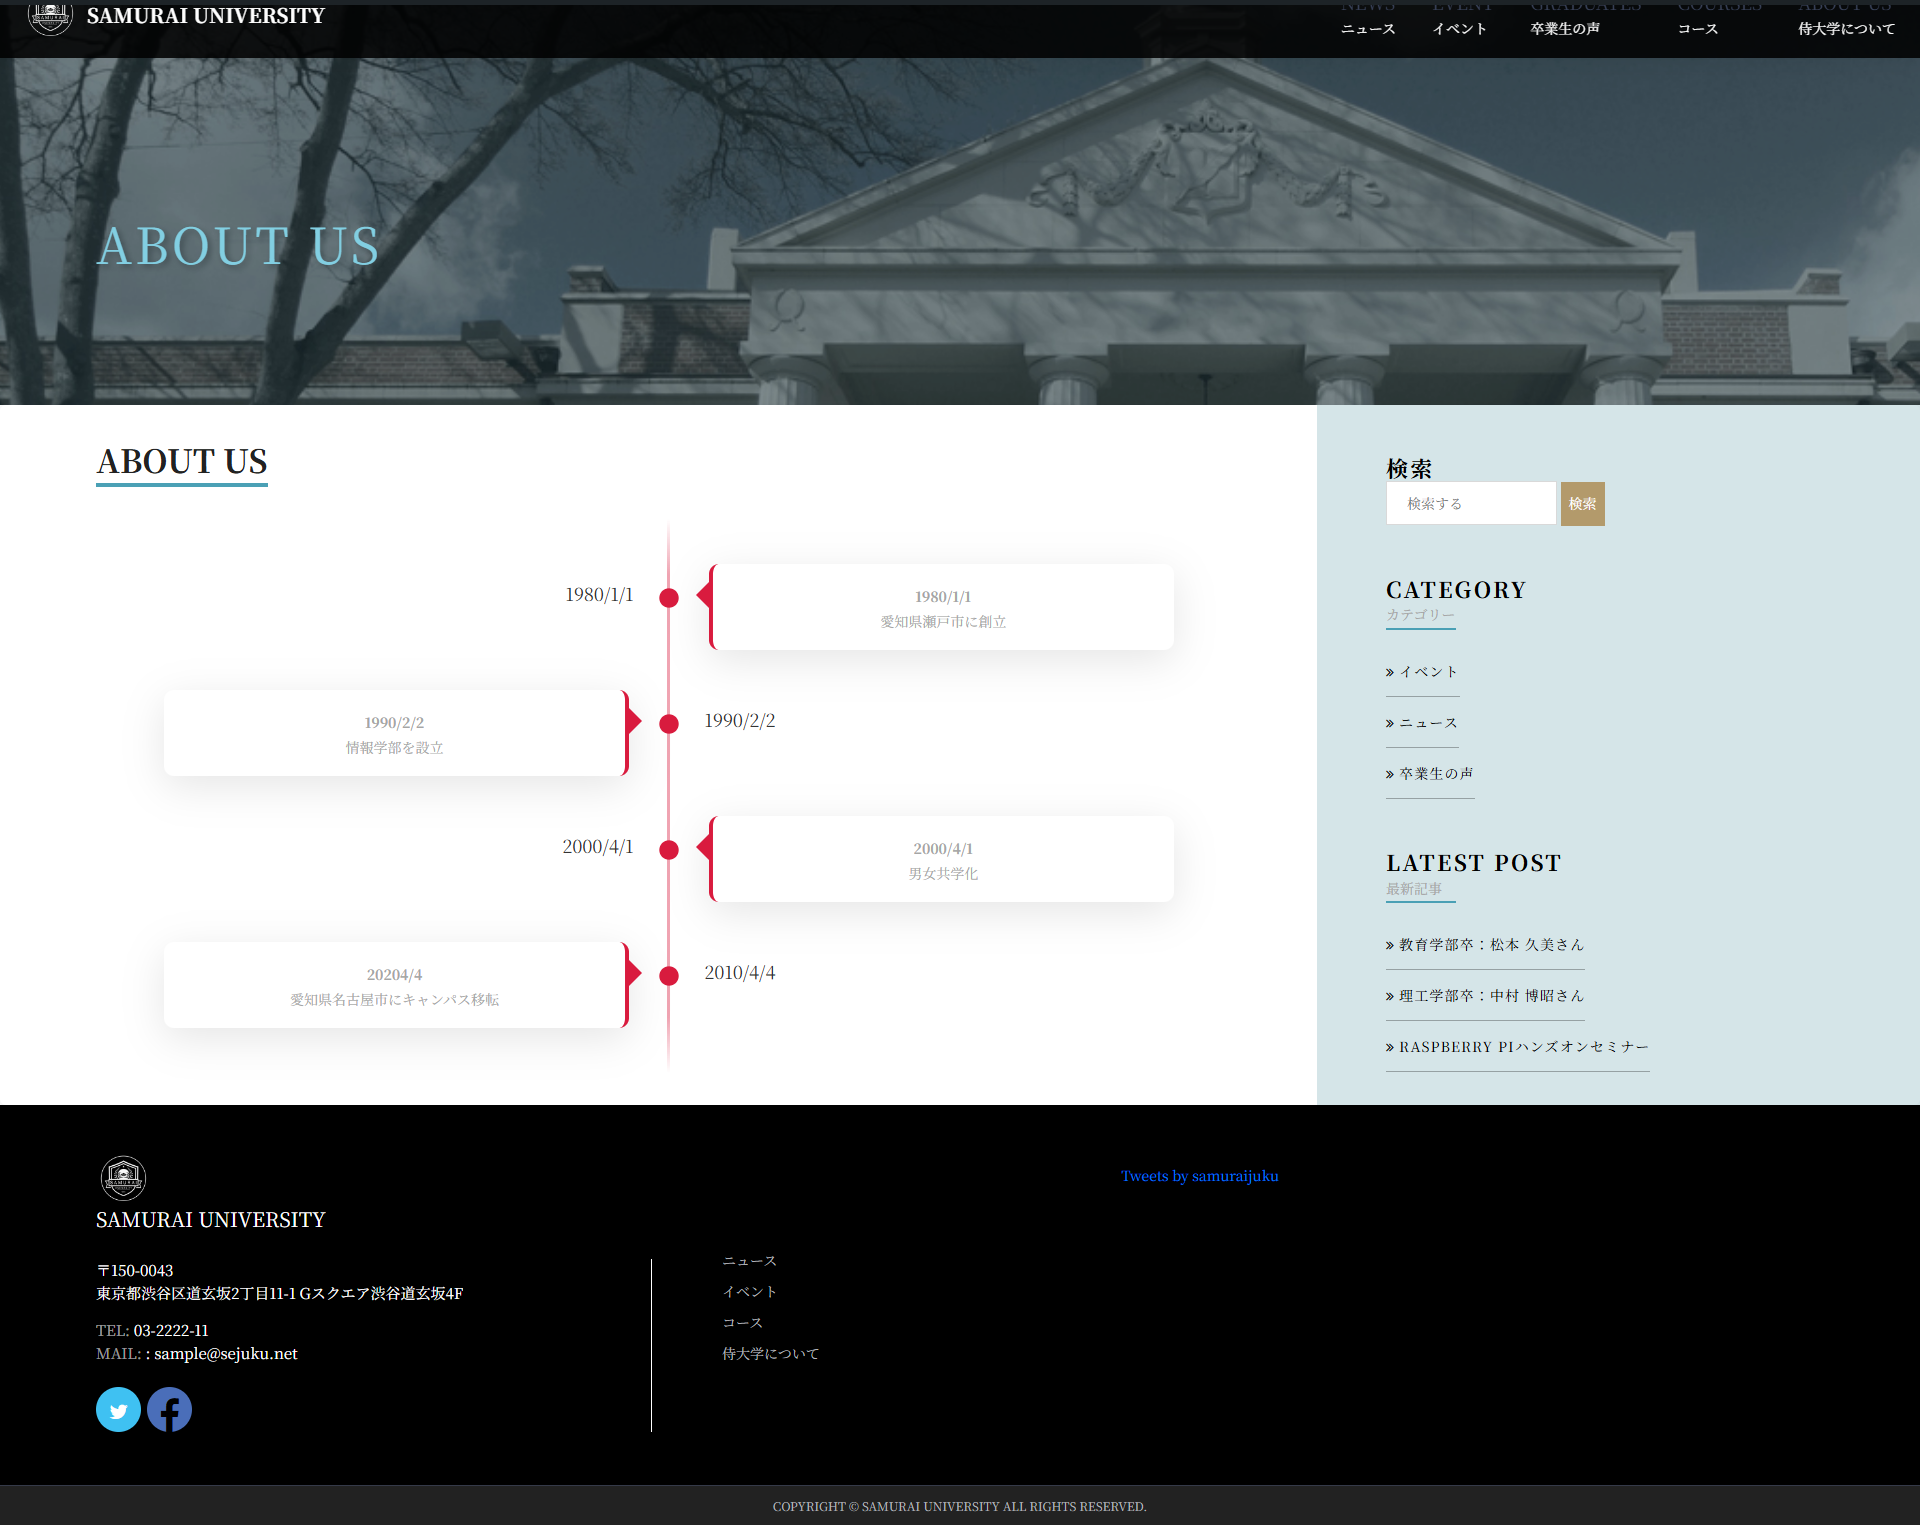 SAMURAI UNIVERSITY
NEWS EVENT GRADUATES COURSES ABOUT US
ニュース イベント 卒業生の声 コース 侍大学について
ABOUT US
ABOUT US
1980/1/1
1980/1/1
愛知県瀬戸市に創立
1990/2/2
情報学部を設立
1990/2/2
2000/4/1
2000/4/1
男女共学化
20204/4
愛知県名古屋市にキャンパス移転
2010/4/4
検索
検索する 検索
CATEGORY
カテゴリー
» イベント
» ニュース
» 卒業生の声
LATEST POST
最新記事
» 教育学部卒：松本 久美さん
» 理工学部卒：中村 博昭さん
» RASPBERRY PIハンズオンセミナー
SAMURAI
SAMURAI UNIVERSITY
〒150-0043
東京都渋谷区道玄坂2丁目11-1 Gスクエア渋谷道玄坂4F
TEL: 03-2222-11
MAIL: : sample@sejuku.net
ニュース
イベント
コース
侍大学について
Tweets by samuraijuku
COPYRIGHT © SAMURAI UNIVERSITY ALL RIGHTS RESERVED.